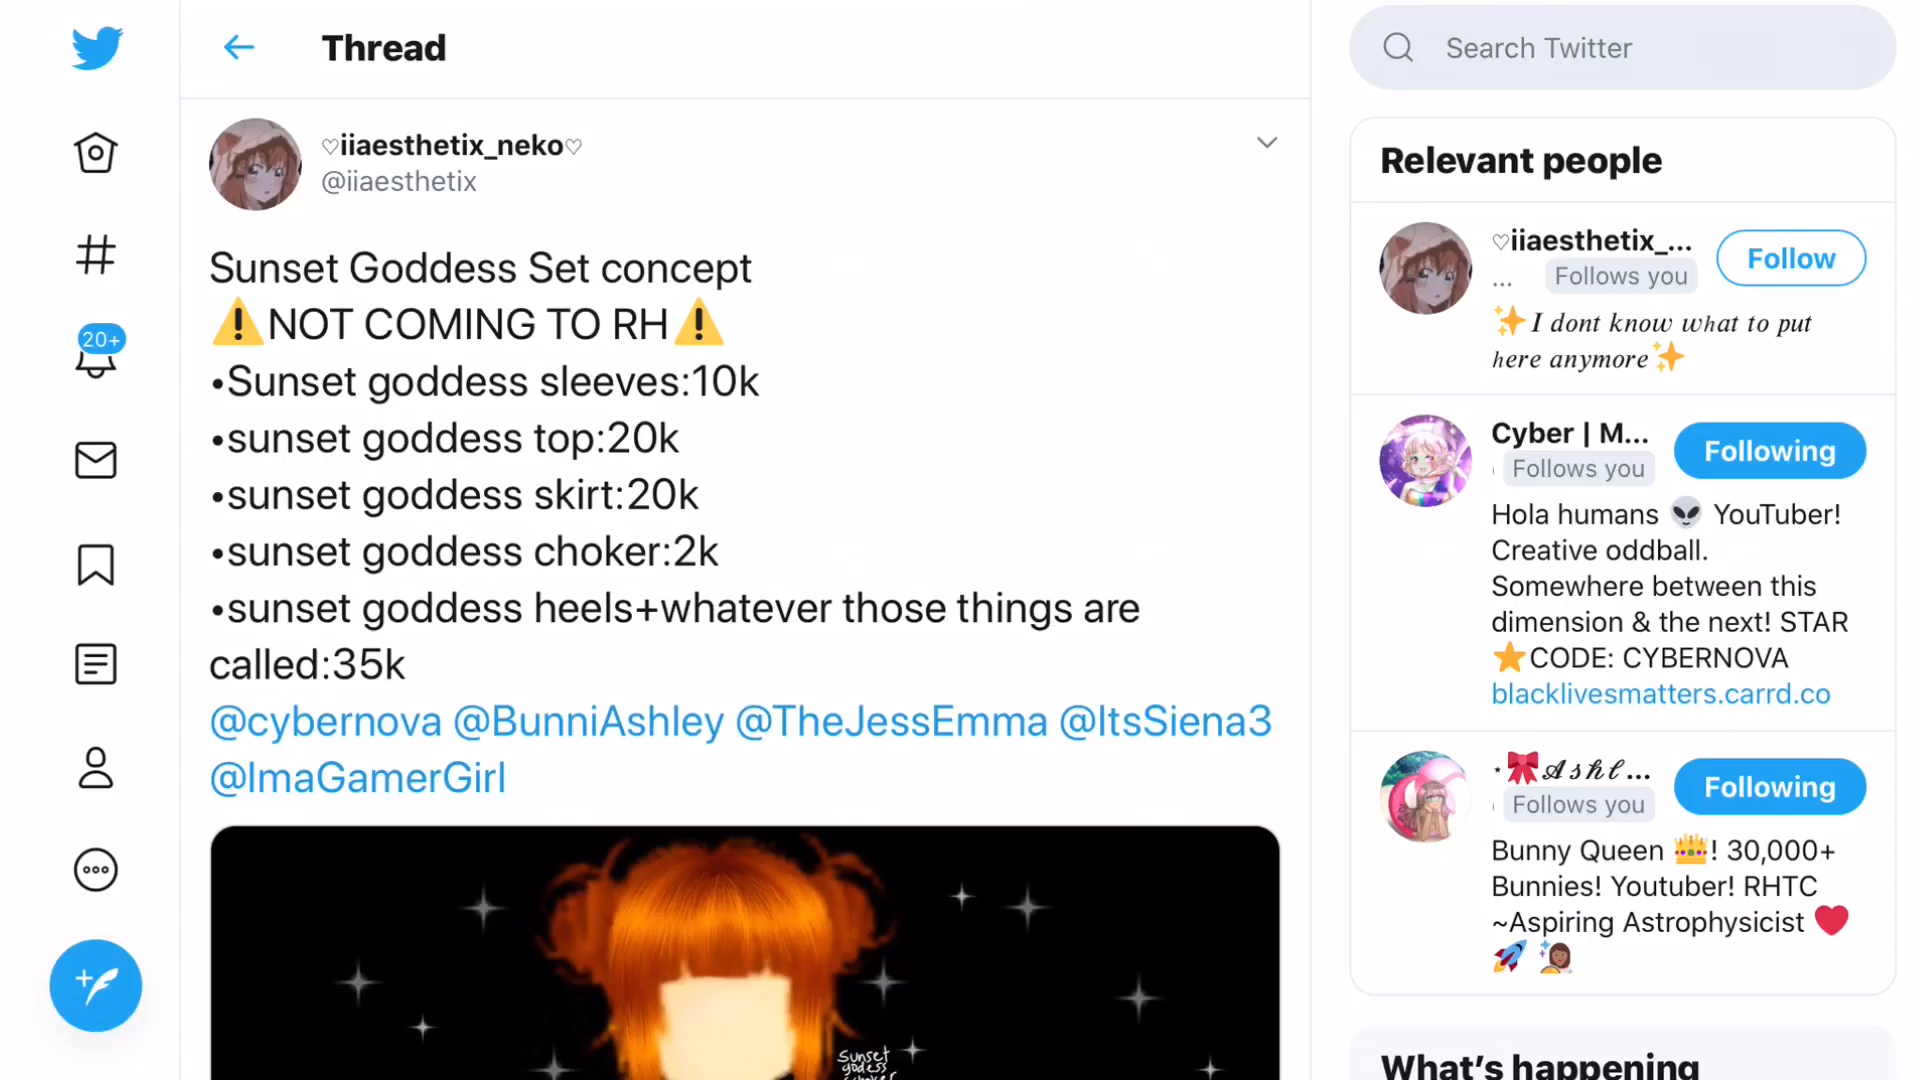 Thread
Search Twitter
♡iiaesthetix_neko♡
@iiaesthetix
Sunset Goddess Set concept
⚠️NOT COMING TO RH⚠️
•Sunset goddess sleeves:10k
•sunset goddess top:20k
•sunset goddess skirt:20k
•sunset goddess choker:2k
•sunset goddess heels+whatever those things are
called:35k
@cybernova @BunniAshley @TheJessEmma @ItsSiena3
@ImaGamerGirl
Sunset
godess
choker
20+
Relevant people
♡iiaesthetix_...
... Follows you
Follow
✨I dont know what to put
here anymore✨
Cyber | M...
Follows you
Following
Hola humans 👽 YouTuber!
Creative oddball.
Somewhere between this
dimension & the next! STAR
⭐CODE: CYBERNOVA
blacklivesmatters.carrd.co
⋆🎀𝒜𝓈𝒽ℓ...
Follows you
Following
Bunny Queen 👑! 30,000+
Bunnies! Youtuber! RHTC
~Aspiring Astrophysicist ❤️
🚀 👩🏽‍🚀
What's happening